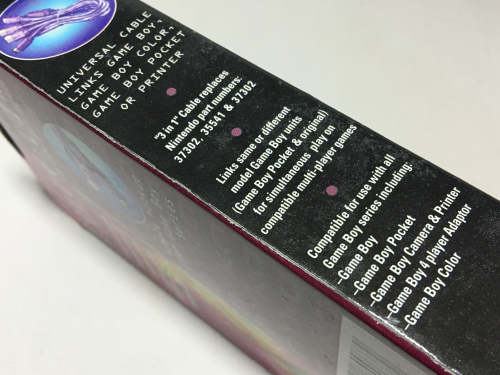 UNIVERSAL CABLE
LINKS GAME BOY,
GAME BOY COLOR,
GAME BOY POCKET
OR PRINTER
"3 in 1" Cable replaces
Nintendo part numbers:
37302, 35541 & 37302
Links same or different
model Game Boy units
(Game Boy Pocket & original)
for simultaneous play on
compatible multi-player games
Compatible for use with all
Game Boy series including:
–Game Boy
–Game Boy Pocket
–Game Boy Camera & Printer
–Game Boy 4 player Adaptor
–Game Boy Color